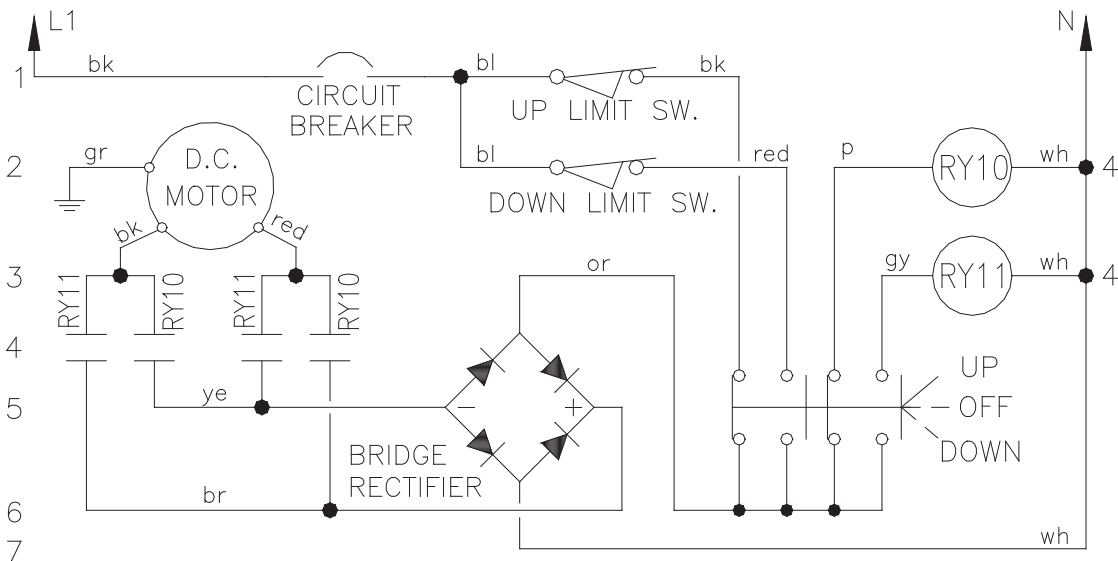 L1
N
1
bk
bl
bk
CIRCUIT
BREAKER
UP LIMIT SW.
2
gr
D.C.
MOTOR
bl
red
p
RY10
wh
4
DOWN LIMIT SW.
bk
red
3
RY11
RY10
RY11
RY10
or
gy
RY11
wh
4
4
UP
5
ye
−
+
OFF
DOWN
BRIDGE
RECTIFIER
6
br
7
wh